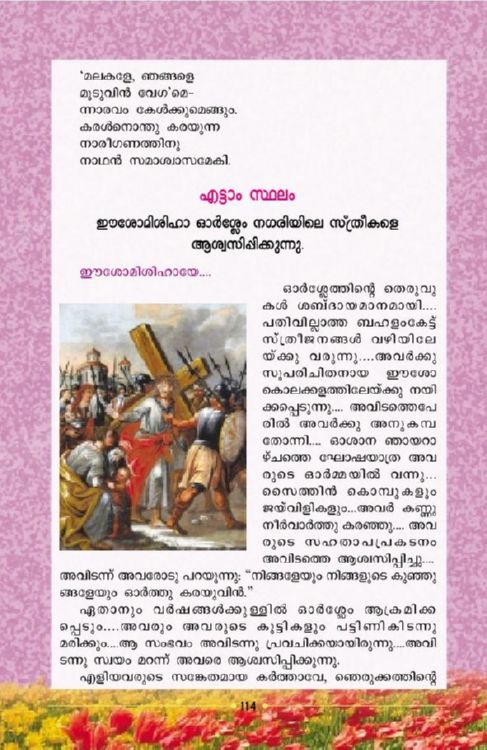 'മലകളേ, ഞങ്ങളെ
മൂടുവിൻ വേഗ'മെ-
ന്നാരവം കേൾക്കുമെങ്ങും.
കരൾനൊന്തു കരയുന്ന
നാരീഗണത്തിനു
നാഥൻ സമാശ്വാസമേകി.
എട്ടാം സ്ഥലം
ഈശോമിശിഹാ ഓർശ്ലേം നഗരിയിലെ സ്ത്രീകളെ
ആശ്വസിപ്പിക്കുന്നു.
ഈശോമിശിഹായേ....
ഓർശ്ലേത്തിന്റെ തെരുവു
കൾ ശബ്ദായമാനമായി....
പതിവില്ലാത്ത ബഹളംകേട്ട്
സ്ത്രീജനങ്ങൾ വഴിയിലേ
യ്ക്കു വരുന്നു....അവർക്കു
സുപരിചിതനായ ഈശോ
കൊലക്കളത്തിലേയ്ക്കു നയി
ക്കപ്പെടുന്നു.... അവിടത്തെപേ
രിൽ അവർക്കു അനുകമ്പ
തോന്നി.... ഓശാന ഞായറാ
ഴ്ചത്തെ ഘോഷയാത്ര അവ
രുടെ ഓർമ്മയിൽ വന്നു...
സൈത്തിൻ കൊമ്പുകളും
ജയ്‌വിളികളും...അവർ കണ്ണു
നീർവാർത്തു കരഞ്ഞു.... അവ
രുടെ സഹതാപപ്രകടനം
അവിടത്തെ ആശ്വസിപ്പിച്ചു....
അവിടന്ന് അവരോടു പറയുന്നു: "നിങ്ങളേയും നിങ്ങളുടെ കുഞ്ഞു
ങ്ങളേയും ഓർത്തു കരയുവിൻ."
ഏതാനും വർഷങ്ങൾക്കുള്ളിൽ ഓർശ്ലേം ആക്രമിക്ക
പ്പെടും....അവരും അവരുടെ കുട്ടികളും പട്ടിണികിടന്നു
മരിക്കും....ആ സംഭവം അവിടന്നു പ്രവചിക്കയായിരുന്നു....അവി
ടന്നു സ്വയം മറന്ന് അവരെ ആശ്വസിപ്പിക്കുന്നു.
എളിയവരുടെ സങ്കേതമായ കർത്താവേ, ഞെരുക്കത്തിന്റെ
114